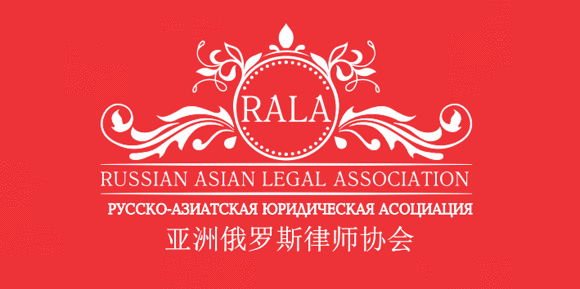 RALA
RUSSIAN ASIAN LEGAL ASSOCIATION
РУССКО-АЗИАТСКАЯ ЮРИДИЧЕСКАЯ АСОЦИАЦИЯ
亚洲俄罗斯律师协会